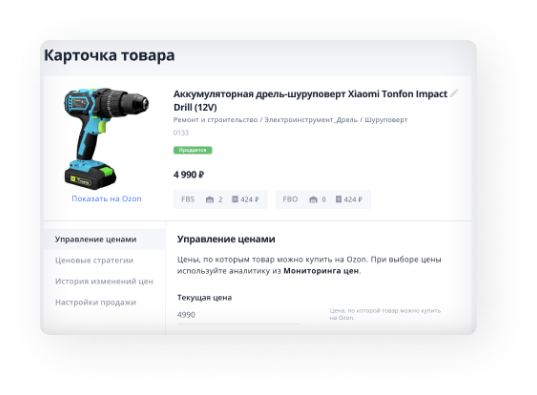 Карточка товара
Аккумуляторная дрель-шуруповерт Xiaomi Tonfon Impact
Drill (12V)
Ремонт и строительство / Электроинструмент_Дрель / Шуруповерт
0133
Продается
4 990 ₽
Показать на Ozon
FBS 2 424 ₽ FBO 0 424 ₽
Управление ценами
Ценовые стратегии
История изменений цен
Настройки продажи
Управление ценами
Цены, по которым товар можно купить на Ozon. При выборе цены
используйте аналитику из Мониторинга цен.
Текущая цена
4990
Цена, по которой товар можно купить
на Ozon.